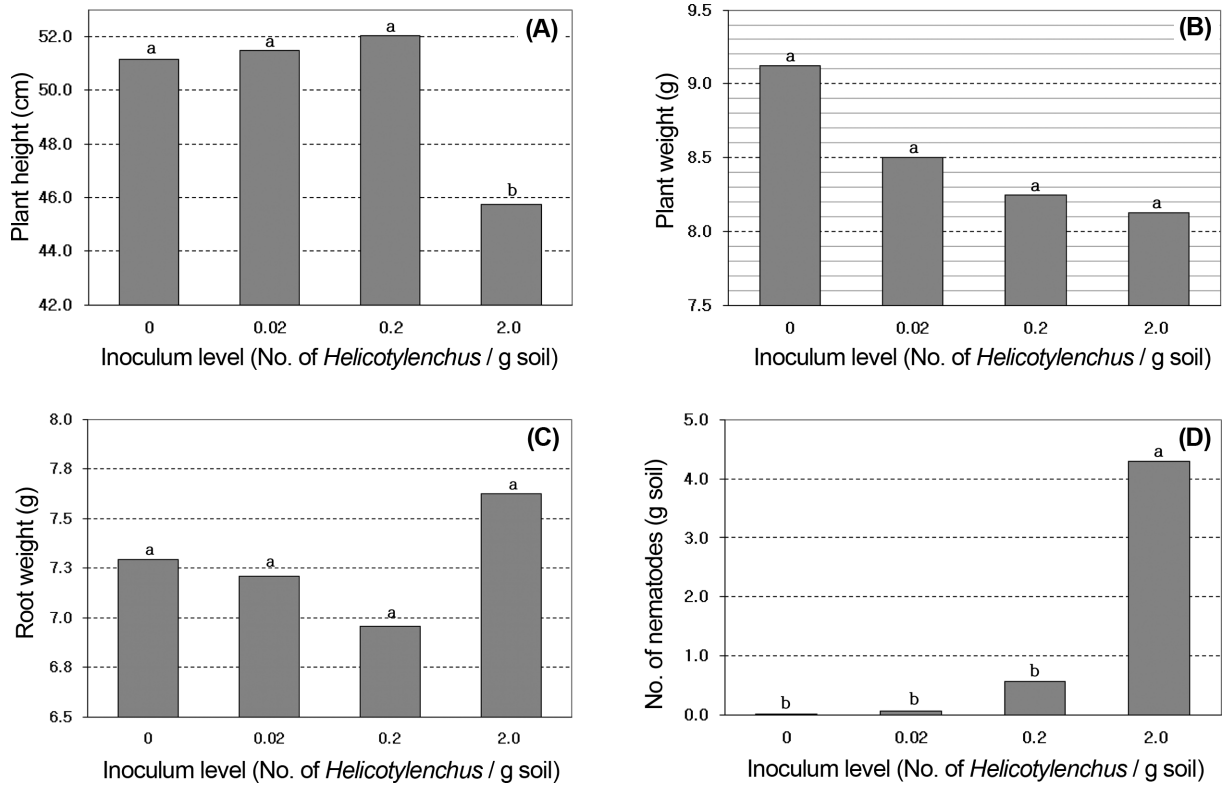 (A)
Plant height (cm)
52.0
50.0
48.0
46.0
44.0
42.0
a
a
a
b
0
0.02
0.2
2.0
Inoculum level (No. of Helicotylenchus / g soil)
(B)
Plant weight (g)
9.5
9.0
8.5
8.0
7.5
a
a
a
a
0
0.02
0.2
2.0
Inoculum level (No. of Helicotylenchus / g soil)
(C)
Root weight (g)
8.0
7.8
7.5
7.3
7.0
6.8
6.5
a
a
a
a
0
0.02
0.2
2.0
Inoculum level (No. of Helicotylenchus / g soil)
(D)
No. of nematodes (g soil)
5.0
4.0
3.0
2.0
1.0
0.0
b
b
b
a
0
0.02
0.2
2.0
Inoculum level (No. of Helicotylenchus / g soil)